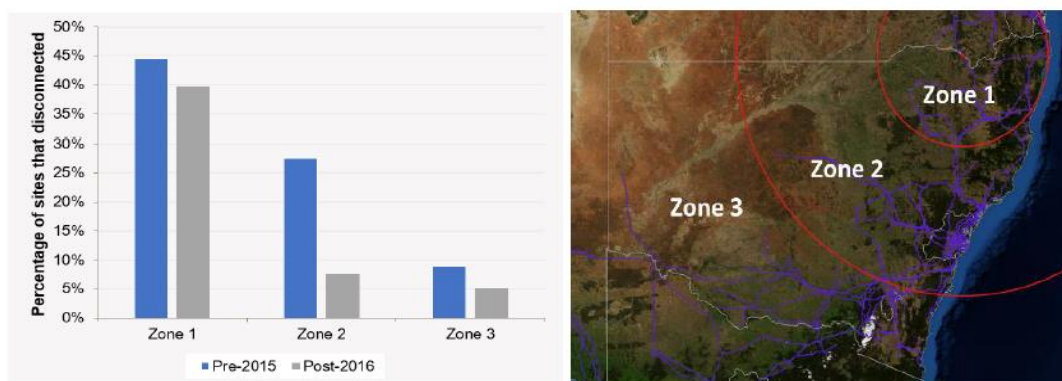 Percentage of sites that disconnected
50%
45%
40%
35%
30%
25%
20%
15%
10%
5%
0%
Zone 1
Zone 2
Zone 3
Pre-2015
Post-2016
Zone 1
Zone 2
Zone 3